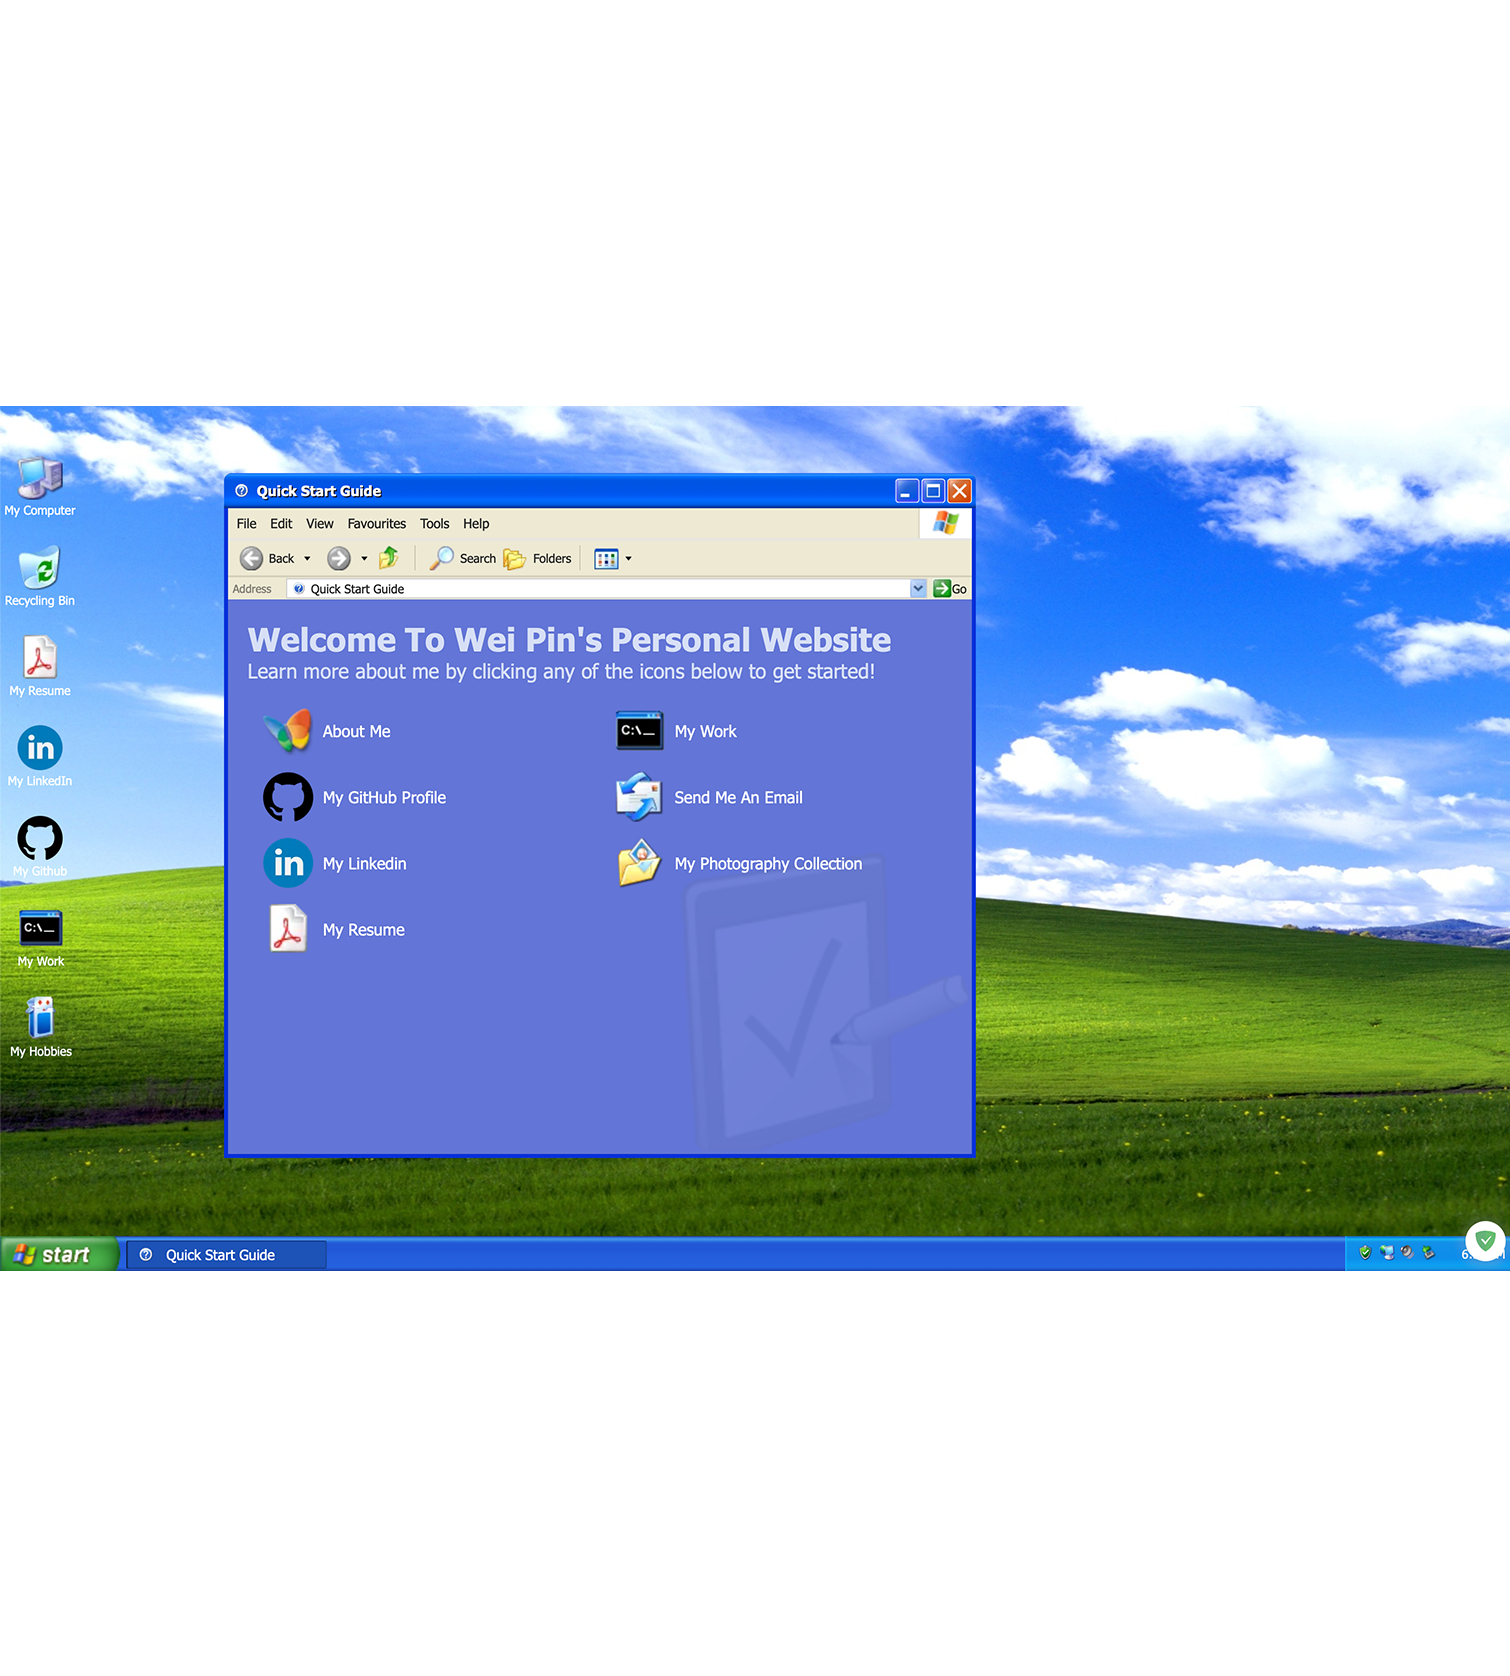 My Computer
Recycling Bin
My Resume
My LinkedIn
My Github
C:\
My Work
My Hobbies
Quick Start Guide
File Edit View Favourites Tools Help
Back Search Folders
Address Quick Start Guide Go
Welcome To Wei Pin's Personal Website
Learn more about me by clicking any of the icons below to get started!
About Me
C:\
My Work
My GitHub Profile
Send Me An Email
in
My Linkedin
My Photography Collection
My Resume
start
Quick Start Guide